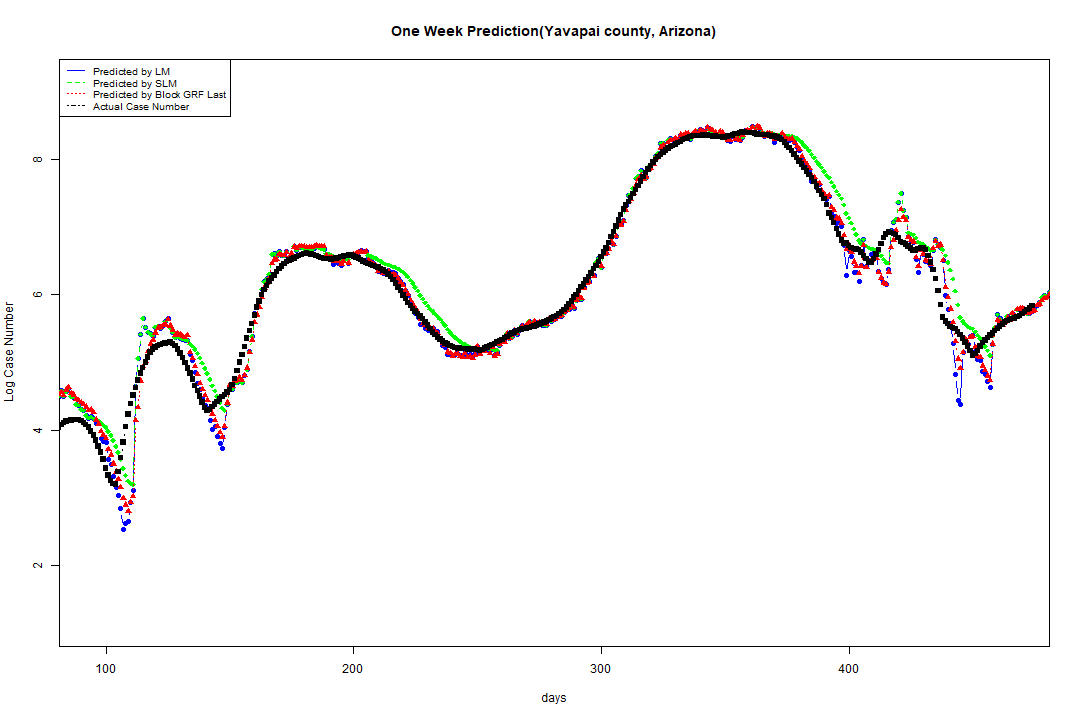 One Week Prediction(Yavapai county, Arizona)
Predicted by LM
Predicted by SLM
Predicted by Block GRF Last
Actual Case Number
8
6
4
2
Log Case Number
100 200 300 400
days